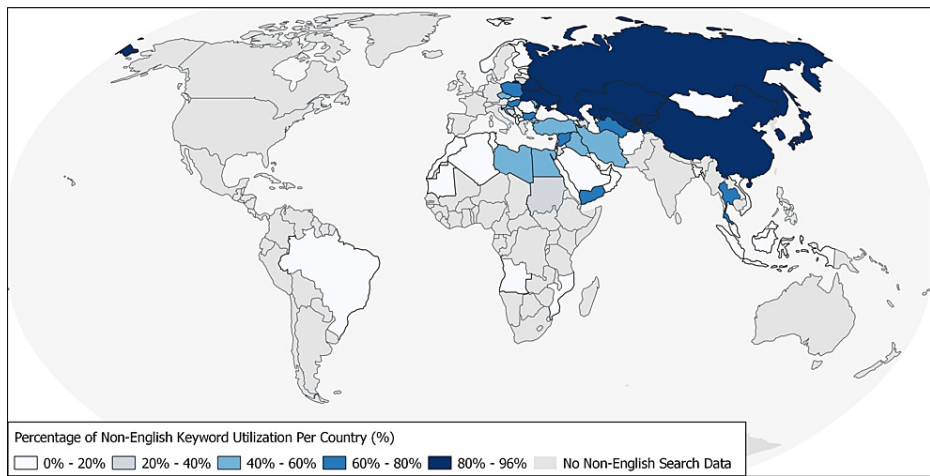 Percentage of Non-English Keyword Utilization Per Country (%)
0% - 20% 20% - 40% 40% - 60% 60% - 80% 80% - 96% No Non-English Search Data